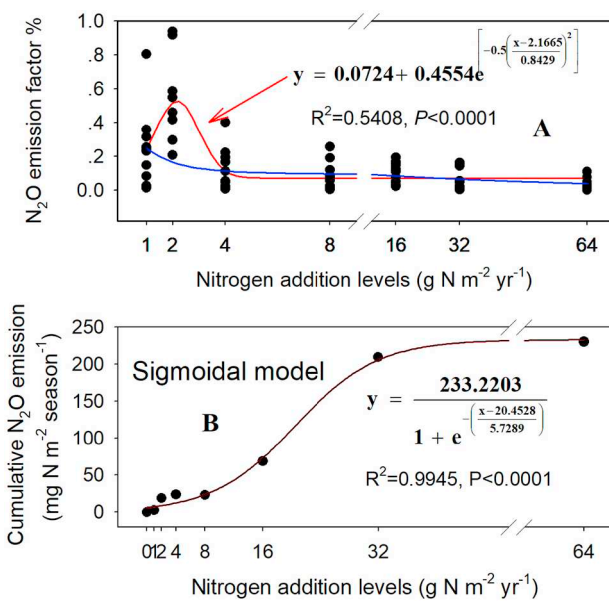 N₂O emission factor %
1.0
.8
.6
.4
.2
0.0
y = 0.0724+ 0.4554e^[-0.5((x-2.1665)/0.8429)²]
R²=0.5408, P<0.0001
A
1 2 4 8 16 32 64
Nitrogen addition levels (g N m⁻² yr⁻¹)
Cumulative N₂O emission
(mg N m⁻² season⁻¹)
250
200
150
100
50
0
Sigmoidal model
B
y = 233.2203 / (1 + e^-((x-20.4528)/5.7289))
R²=0.9945, P<0.0001
0 1 2 4 8 16 32 64
Nitrogen addition levels (g N m⁻² yr⁻¹)